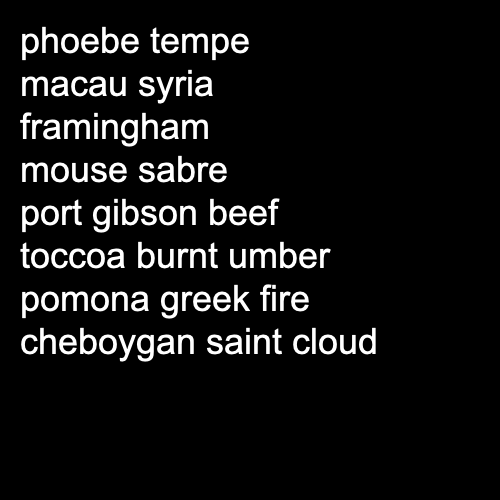 phoebe tempe
macau syria
framingham
mouse sabre
port gibson beef
toccoa burnt umber
pomona greek fire
cheboygan saint cloud